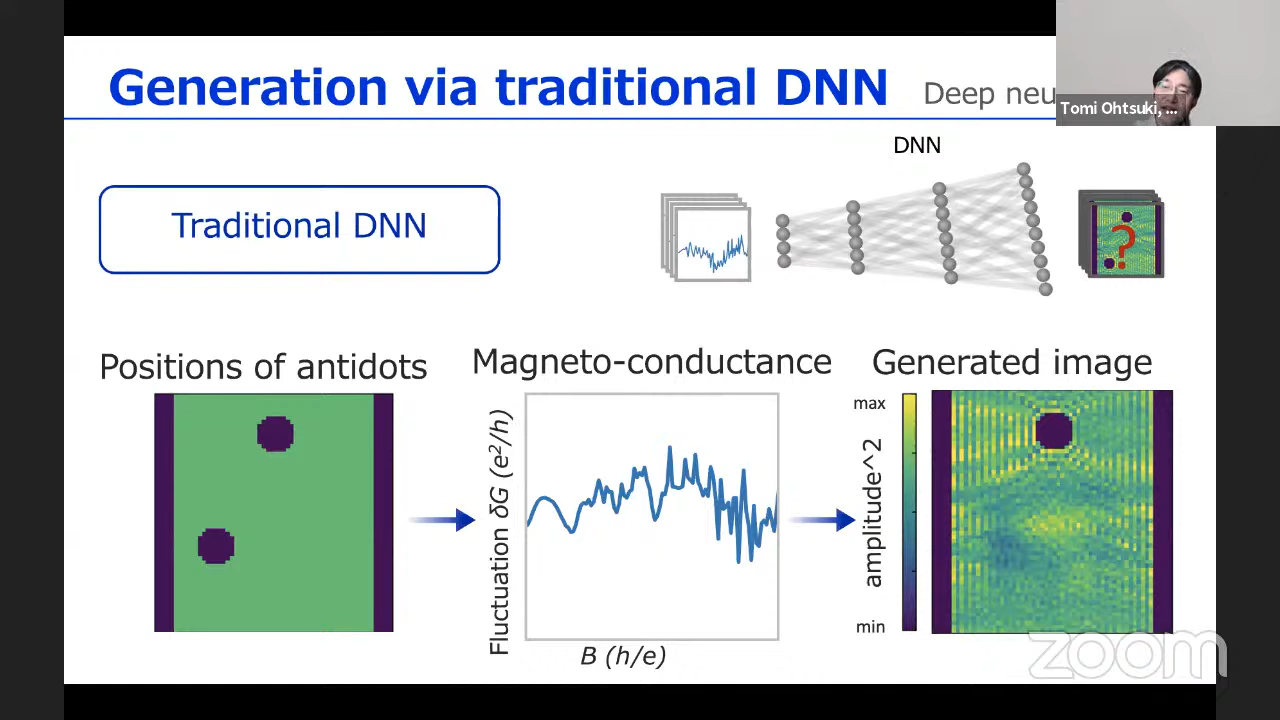 Generation via traditional DNN
Deep neu
Tomi Ohtsuki, ...
DNN
Traditional DNN
?
Positions of antidots
Magneto-conductance
Generated image
Fluctuation δG (e²/h)
B (h/e)
max
amplitude^2
min
zoom